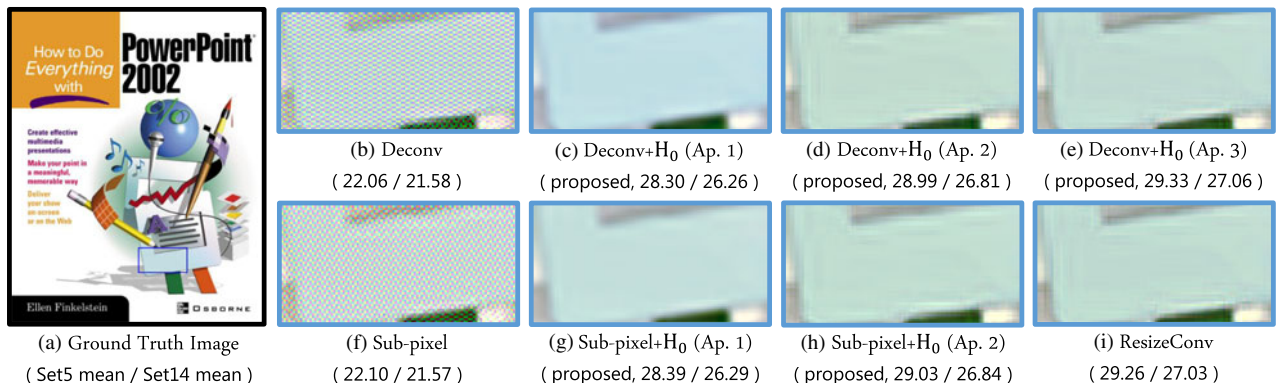 How to Do
Everything
with
PowerPoint
2002
%
Create effective
multimedia
presentations
Make your point in
a meaningful,
memorable way
Deliver
your show
on-screen
or on the Web
A
Ellen Finkelstein
OSBORNE
(a) Ground Truth Image
( Set5 mean / Set14 mean )
(b) Deconv
( 22.06 / 21.58 )
(c) Deconv+H₀ (Ap. 1)
( proposed, 28.30 / 26.26 )
(d) Deconv+H₀ (Ap. 2)
( proposed, 28.99 / 26.81 )
(e) Deconv+H₀ (Ap. 3)
( proposed, 29.33 / 27.06 )
(f) Sub-pixel
( 22.10 / 21.57 )
(g) Sub-pixel+H₀ (Ap. 1)
( proposed, 28.39 / 26.29 )
(h) Sub-pixel+H₀ (Ap. 2)
( proposed, 29.03 / 26.84 )
(i) ResizeConv
( 29.26 / 27.03 )